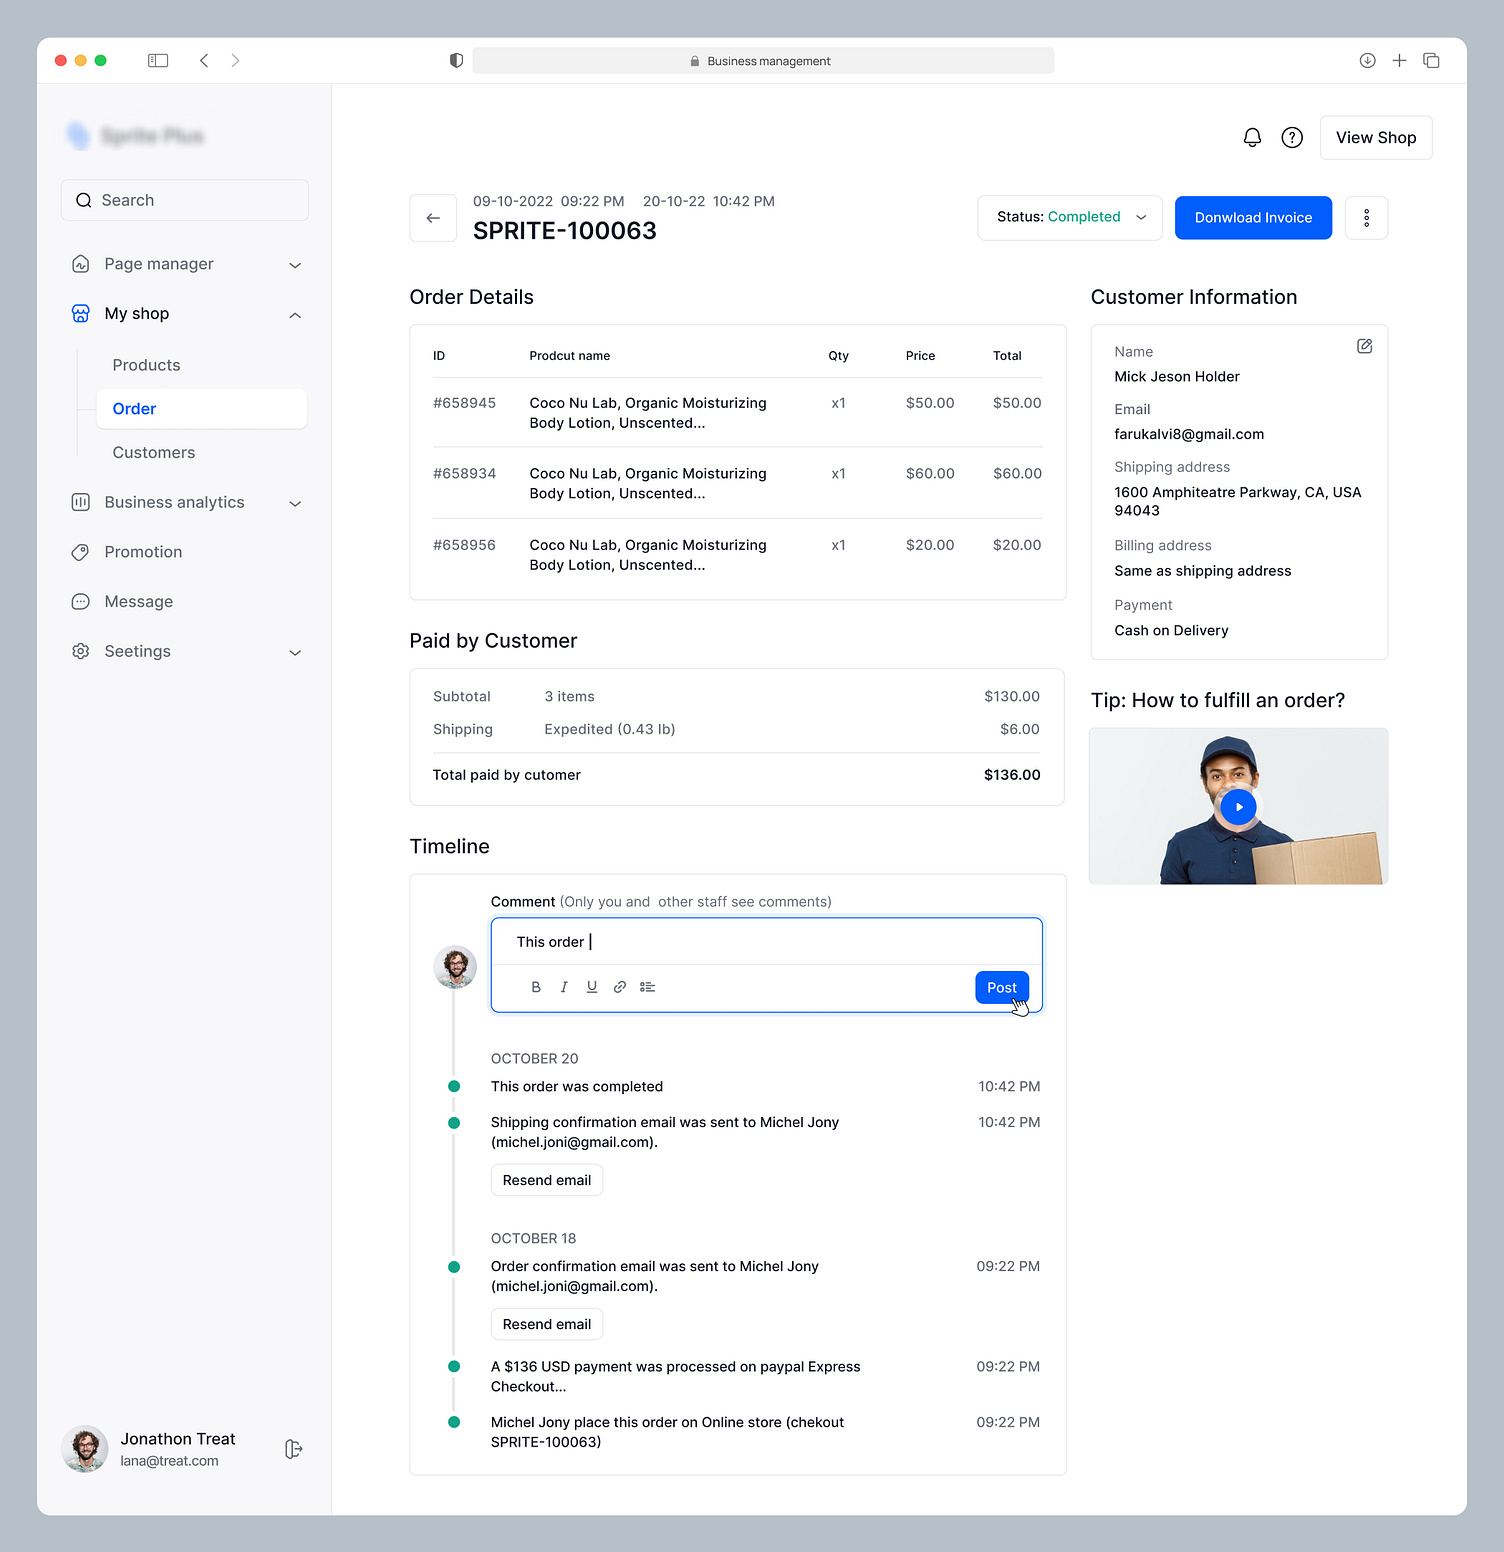 Business management
Sprite Plus
View Shop
Search
09-10-2022 09:22 PM 20-10-22 10:42 PM
SPRITE-100063
Status: Completed
Donwload Invoice
Page manager
My shop
Products
Order
Customers
Business analytics
Promotion
Message
Seetings
Order Details
ID Prodcut name Qty Price Total
#658945 Coco Nu Lab, Organic Moisturizing x1 $50.00 $50.00
Body Lotion, Unscented...
#658934 Coco Nu Lab, Organic Moisturizing x1 $60.00 $60.00
Body Lotion, Unscented...
#658956 Coco Nu Lab, Organic Moisturizing x1 $20.00 $20.00
Body Lotion, Unscented...
Customer Information
Name
Mick Jeson Holder
Email
farukalvi8@gmail.com
Shipping address
1600 Amphiteatre Parkway, CA, USA
94043
Billing address
Same as shipping address
Payment
Cash on Delivery
Paid by Customer
Subtotal 3 items $130.00
Shipping Expedited (0.43 lb) $6.00
Total paid by cutomer $136.00
Tip: How to fulfill an order?
Timeline
Comment (Only you and other staff see comments)
This order
B I U
Post
OCTOBER 20
This order was completed 10:42 PM
Shipping confirmation email was sent to Michel Jony 10:42 PM
(michel.joni@gmail.com).
Resend email
OCTOBER 18
Order confirmation email was sent to Michel Jony 09:22 PM
(michel.joni@gmail.com).
Resend email
A $136 USD payment was processed on paypal Express 09:22 PM
Checkout...
Michel Jony place this order on Online store (chekout 09:22 PM
SPRITE-100063)
Jonathon Treat
lana@treat.com